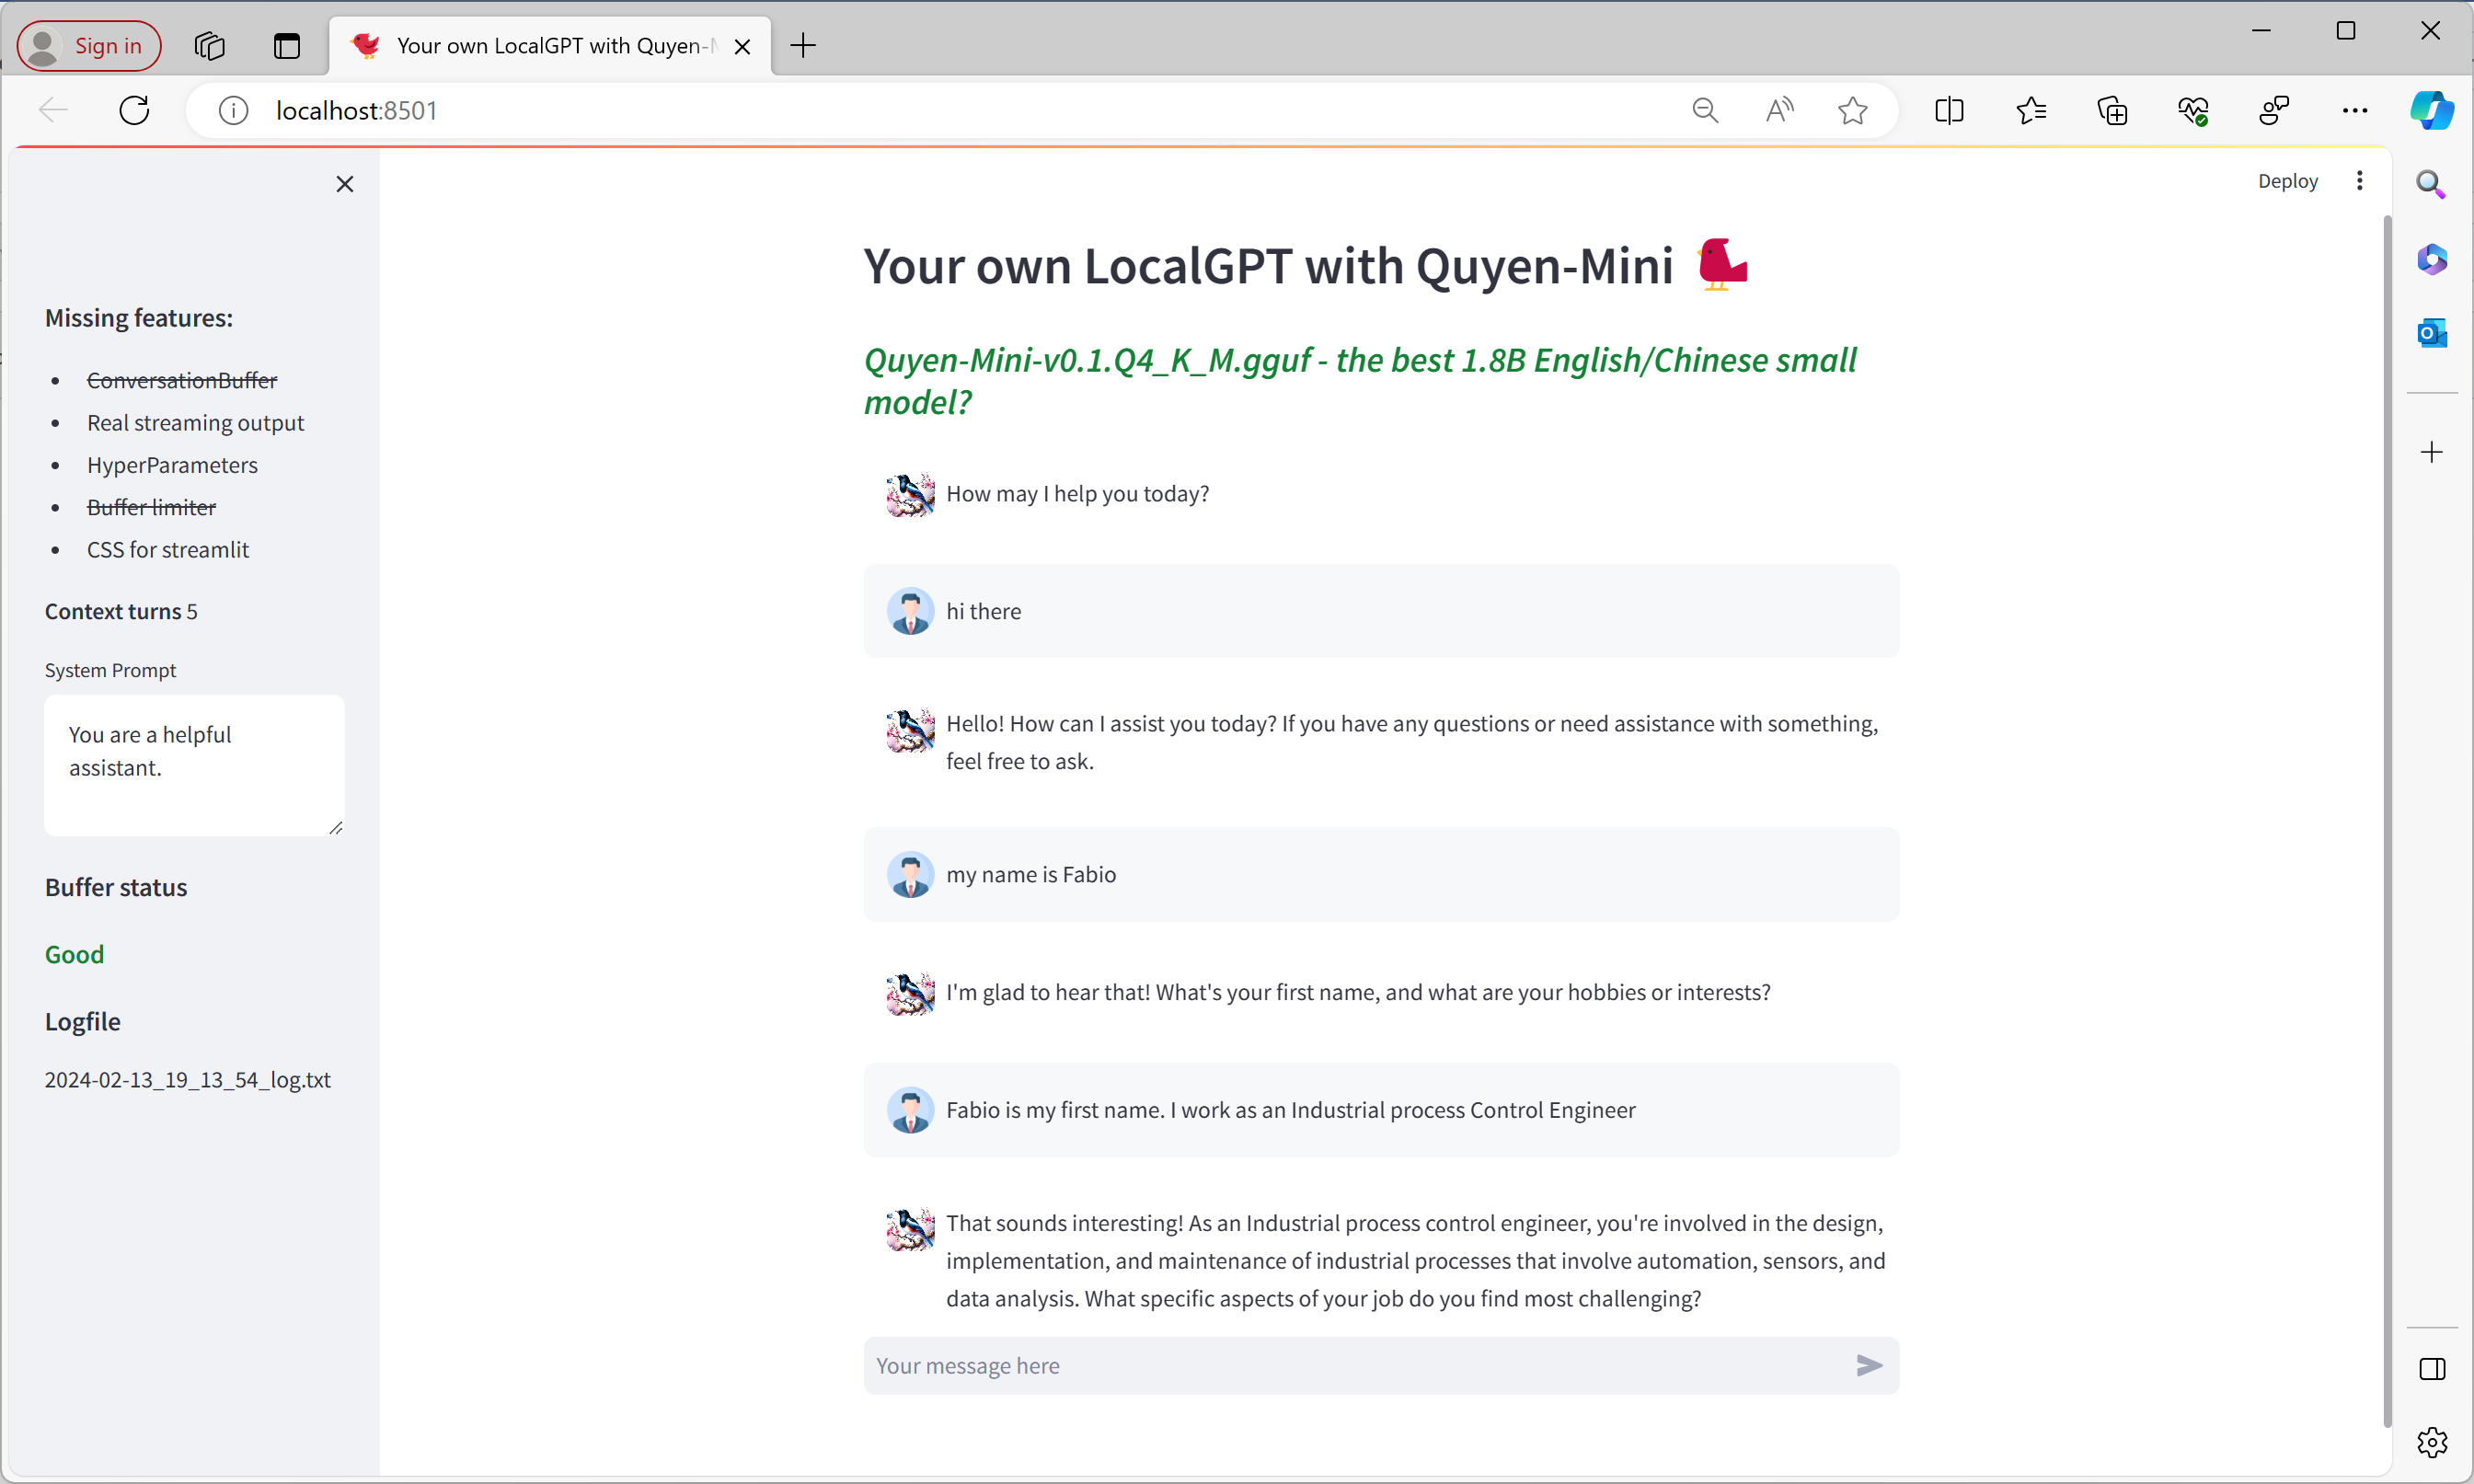 Sign in
Your own LocalGPT with Quyen-M
localhost:8501
Deploy
Missing features:
ConversationBuffer
Real streaming output
HyperParameters
Buffer limiter
CSS for streamlit
Context turns 5
System Prompt
You are a helpful
assistant.
Buffer status
Good
Logfile
2024-02-13_19_13_54_log.txt
Your own LocalGPT with Quyen-Mini
Quyen-Mini-v0.1.Q4_K_M.gguf - the best 1.8B English/Chinese small
model?
How may I help you today?
hi there
Hello! How can I assist you today? If you have any questions or need assistance with something,
feel free to ask.
my name is Fabio
I'm glad to hear that! What's your first name, and what are your hobbies or interests?
Fabio is my first name. I work as an Industrial process Control Engineer
That sounds interesting! As an Industrial process control engineer, you're involved in the design,
implementation, and maintenance of industrial processes that involve automation, sensors, and
data analysis. What specific aspects of your job do you find most challenging?
Your message here